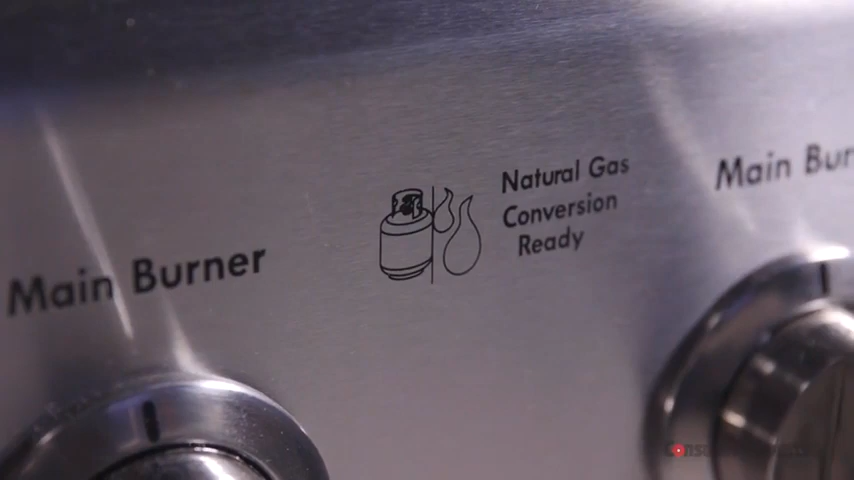 Main Burner
Natural Gas
Conversion
Ready
Main Bur